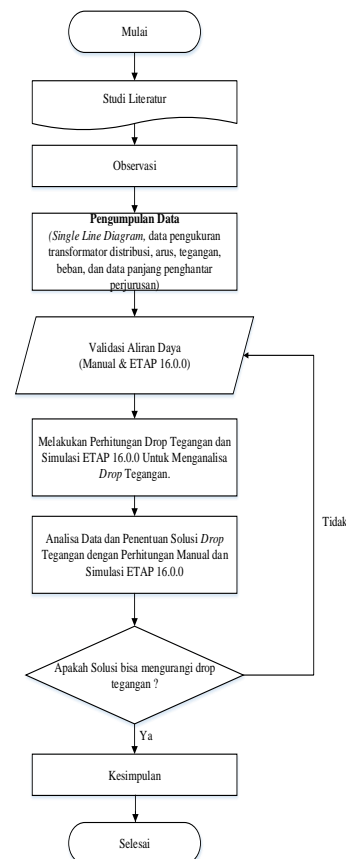 Mulai
Studi Literatur
Observasi
Pengumpulan Data
(Single Line Diagram, data pengukuran
transformator distribusi, arus, tegangan,
beban, dan data panjang penghantar
perjurusan)
Validasi Aliran Daya
(Manual & ETAP 16.0.0)
Melakukan Perhitungan Drop Tegangan dan
Simulasi ETAP 16.0.0 Untuk Menganalisa
Drop Tegangan.
Analisa Data dan Penentuan Solusi Drop
Tegangan dengan Perhitungan Manual dan
Simulasi ETAP 16.0.0
Tidak
Apakah Solusi bisa mengurangi drop
tegangan ?
Ya
Kesimpulan
Selesai